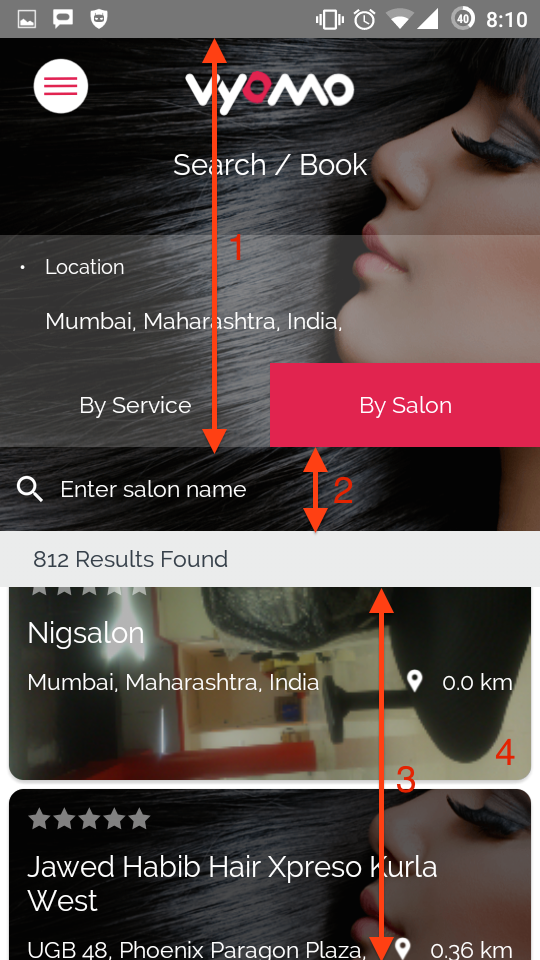 40 8:10
vyomo
Search / Book
1
• Location
Mumbai, Maharashtra, India,
By Service By Salon
Enter salon name 2
812 Results Found
Nigsalon
Mumbai, Maharashtra, India 0.0 km
4
3
Jawed Habib Hair Xpreso Kurla
West
UGB 48, Phoenix Paragon Plaza, 0.36 km